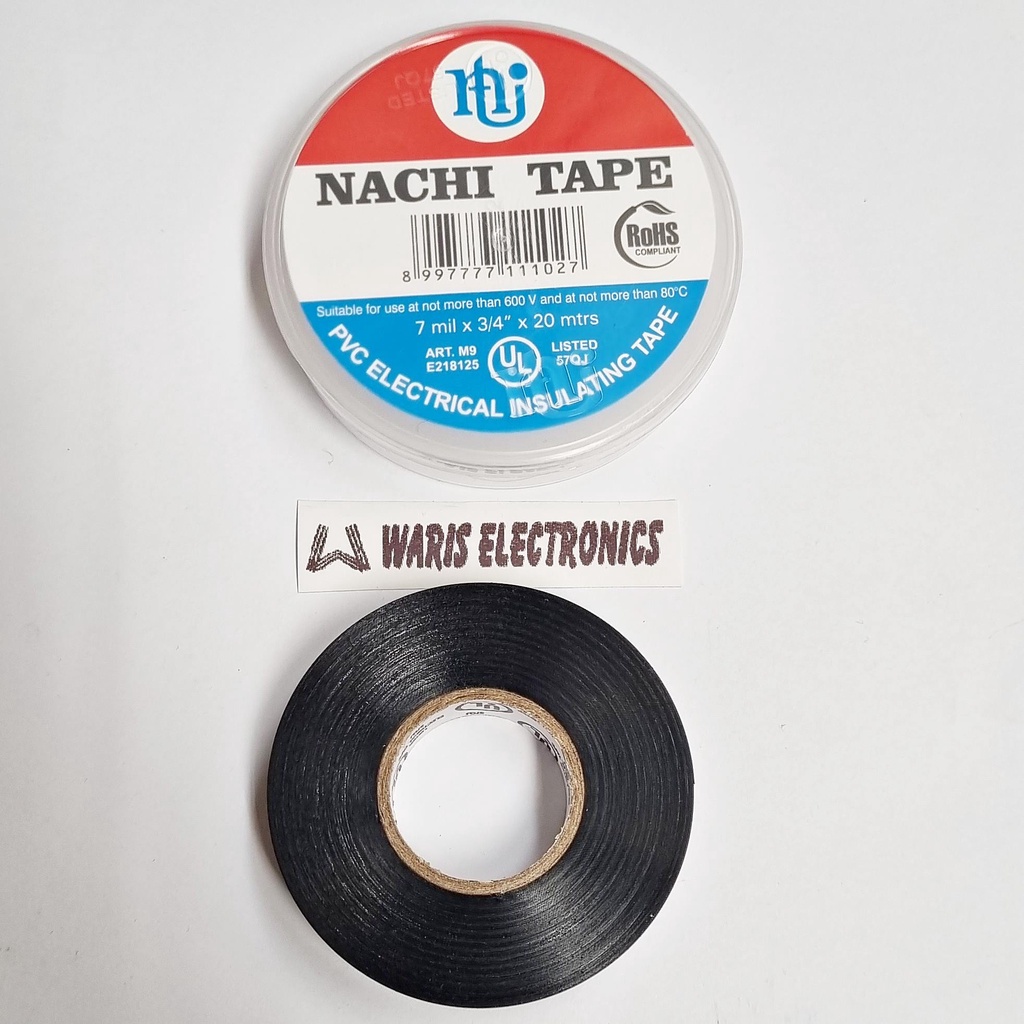 NACHI TAPE
8 997777 111027
RoHS
COMPLIANT
Suitable for use at not more than 600 V and at not more than 80°C
7 mil x 3/4" x 20 mtrs
ART. M9
E218125
UL
LISTED
57QJ
PVC ELECTRICAL INSULATING TAPE
W WARIS ELECTRONICS
UL